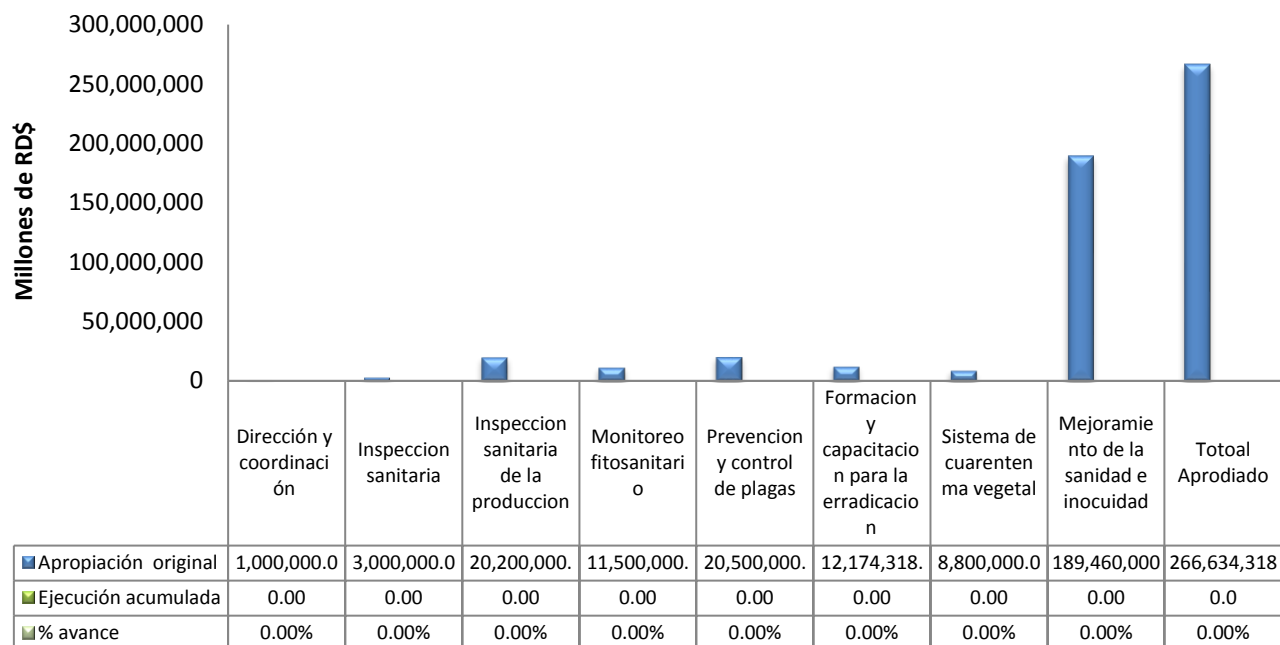 300,000,000
250,000,000
200,000,000
150,000,000
100,000,000
50,000,000
0
Millones de RD$
Dirección y
coordinaci
ón
Inspeccion
sanitaria
Inspeccion
sanitaria
de la
produccion
Monitoreo
fitosanitari
o
Prevencion
y control
de plagas
Formacion
y
capacitacio
n para la
erradicacio
n
Sistema de
cuarenten
ma vegetal
Mejoramie
nto de la
sanidad e
inocuidad
Totoal
Aprodiado
Apropiación original 1,000,000.0 3,000,000.0 20,200,000. 11,500,000. 20,500,000. 12,174,318. 8,800,000.0 189,460,000 266,634,318
Ejecución acumulada 0.00 0.00 0.00 0.00 0.00 0.00 0.00 0.00 0.0
% avance 0.00% 0.00% 0.00% 0.00% 0.00% 0.00% 0.00% 0.00% 0.00%